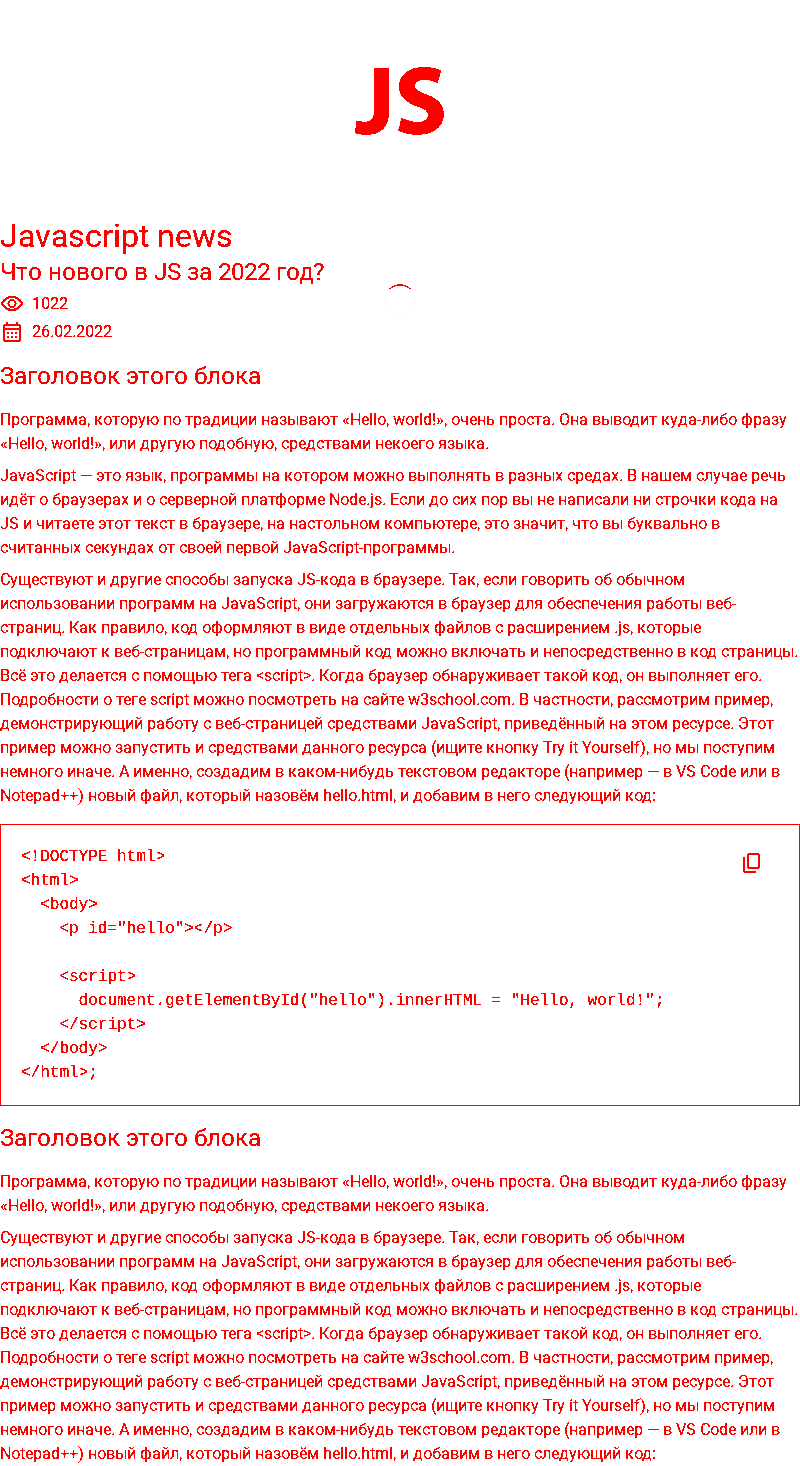 JS
Javascript news
Что нового в JS за 2022 год?
1022
26.02.2022
Заголовок этого блока
Программа, которую по традиции называют «Hello, world!», очень проста. Она выводит куда-либо фразу
«Hello, world!», или другую подобную, средствами некоего языка.
JavaScript — это язык, программы на котором можно выполнять в разных средах. В нашем случае речь
идёт о браузерах и о серверной платформе Node.js. Если до сих пор вы не написали ни строчки кода на
JS и читаете этот текст в браузере, на настольном компьютере, это значит, что вы буквально в
считанных секундах от своей первой JavaScript-программы.
Существуют и другие способы запуска JS-кода в браузере. Так, если говорить об обычном
использовании программ на JavaScript, они загружаются в браузер для обеспечения работы веб-
страниц. Как правило, код оформляют в виде отдельных файлов с расширением .js, которые
подключают к веб-страницам, но программный код можно включать и непосредственно в код страницы.
Всё это делается с помощью тега <script>. Когда браузер обнаруживает такой код, он выполняет его.
Подробности о теге script можно посмотреть на сайте w3school.com. В частности, рассмотрим пример,
демонстрирующий работу с веб-страницей средствами JavaScript, приведённый на этом ресурсе. Этот
пример можно запустить и средствами данного ресурса (ищите кнопку Try it Yourself), но мы поступим
немного иначе. А именно, создадим в каком-нибудь текстовом редакторе (например — в VS Code или в
Notepad++) новый файл, который назовём hello.html, и добавим в него следующий код:
<!DOCTYPE html>
<html>
  <body>
    <p id="hello"></p>
    <script>
      document.getElementById("hello").innerHTML = "Hello, world!";
    </script>
  </body>
</html>;
Заголовок этого блока
Программа, которую по традиции называют «Hello, world!», очень проста. Она выводит куда-либо фразу
«Hello, world!», или другую подобную, средствами некоего языка.
Существуют и другие способы запуска JS-кода в браузере. Так, если говорить об обычном
использовании программ на JavaScript, они загружаются в браузер для обеспечения работы веб-
страниц. Как правило, код оформляют в виде отдельных файлов с расширением .js, которые
подключают к веб-страницам, но программный код можно включать и непосредственно в код страницы.
Всё это делается с помощью тега <script>. Когда браузер обнаруживает такой код, он выполняет его.
Подробности о теге script можно посмотреть на сайте w3school.com. В частности, рассмотрим пример,
демонстрирующий работу с веб-страницей средствами JavaScript, приведённый на этом ресурсе. Этот
пример можно запустить и средствами данного ресурса (ищите кнопку Try it Yourself), но мы поступим
немного иначе. А именно, создадим в каком-нибудь текстовом редакторе (например — в VS Code или в
Notepad++) новый файл, который назовём hello.html, и добавим в него следующий код: